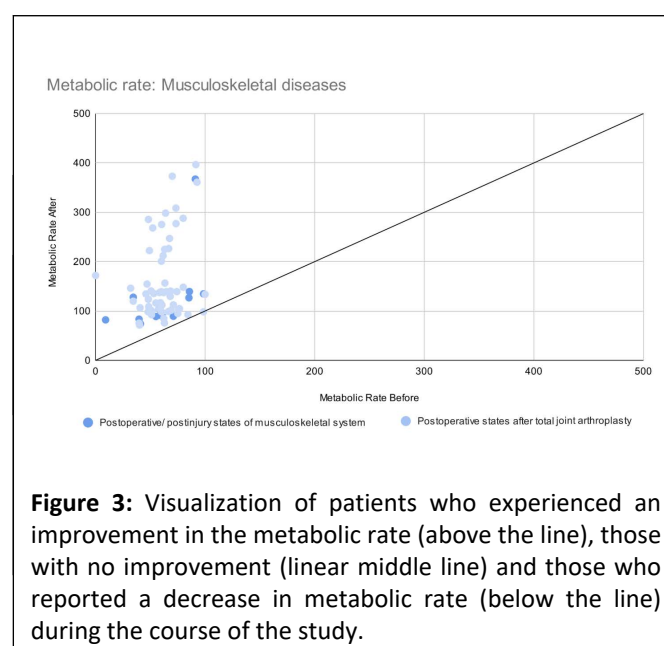 Metabolic rate: Musculoskeletal diseases
500
400
300
200
100
0
Metabolic Rate After
0
100
200
300
400
500
Metabolic Rate Before
Postoperative/ postinjury states of musculoskeletal system
Postoperative states after total joint arthroplasty
Figure 3: Visualization of patients who experienced an
improvement in the metabolic rate (above the line), those
with no improvement (linear middle line) and those who
reported a decrease in metabolic rate (below the line)
during the course of the study.